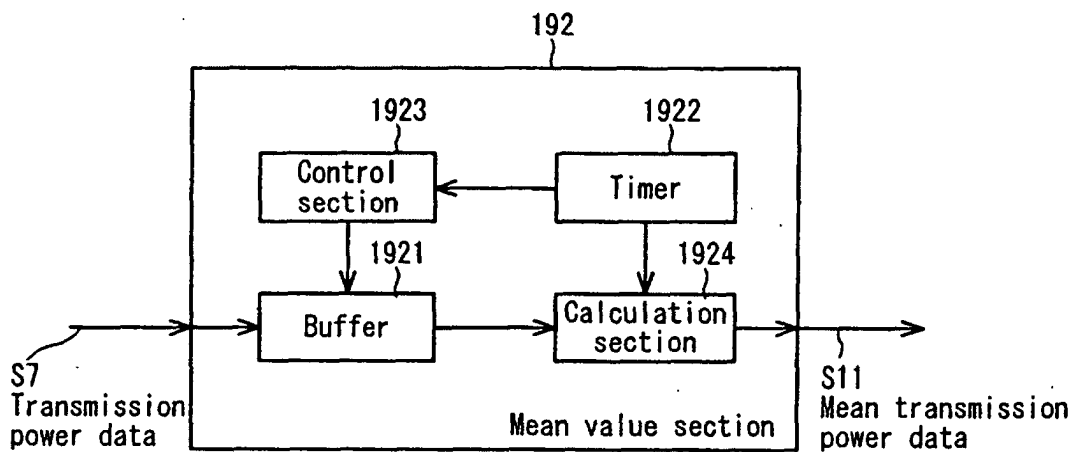 192
1923
1922
Control
section
Timer
1921
1924
Buffer
Calculation
section
S7
Transmission
power data
S11
Mean transmission
power data
Mean value section